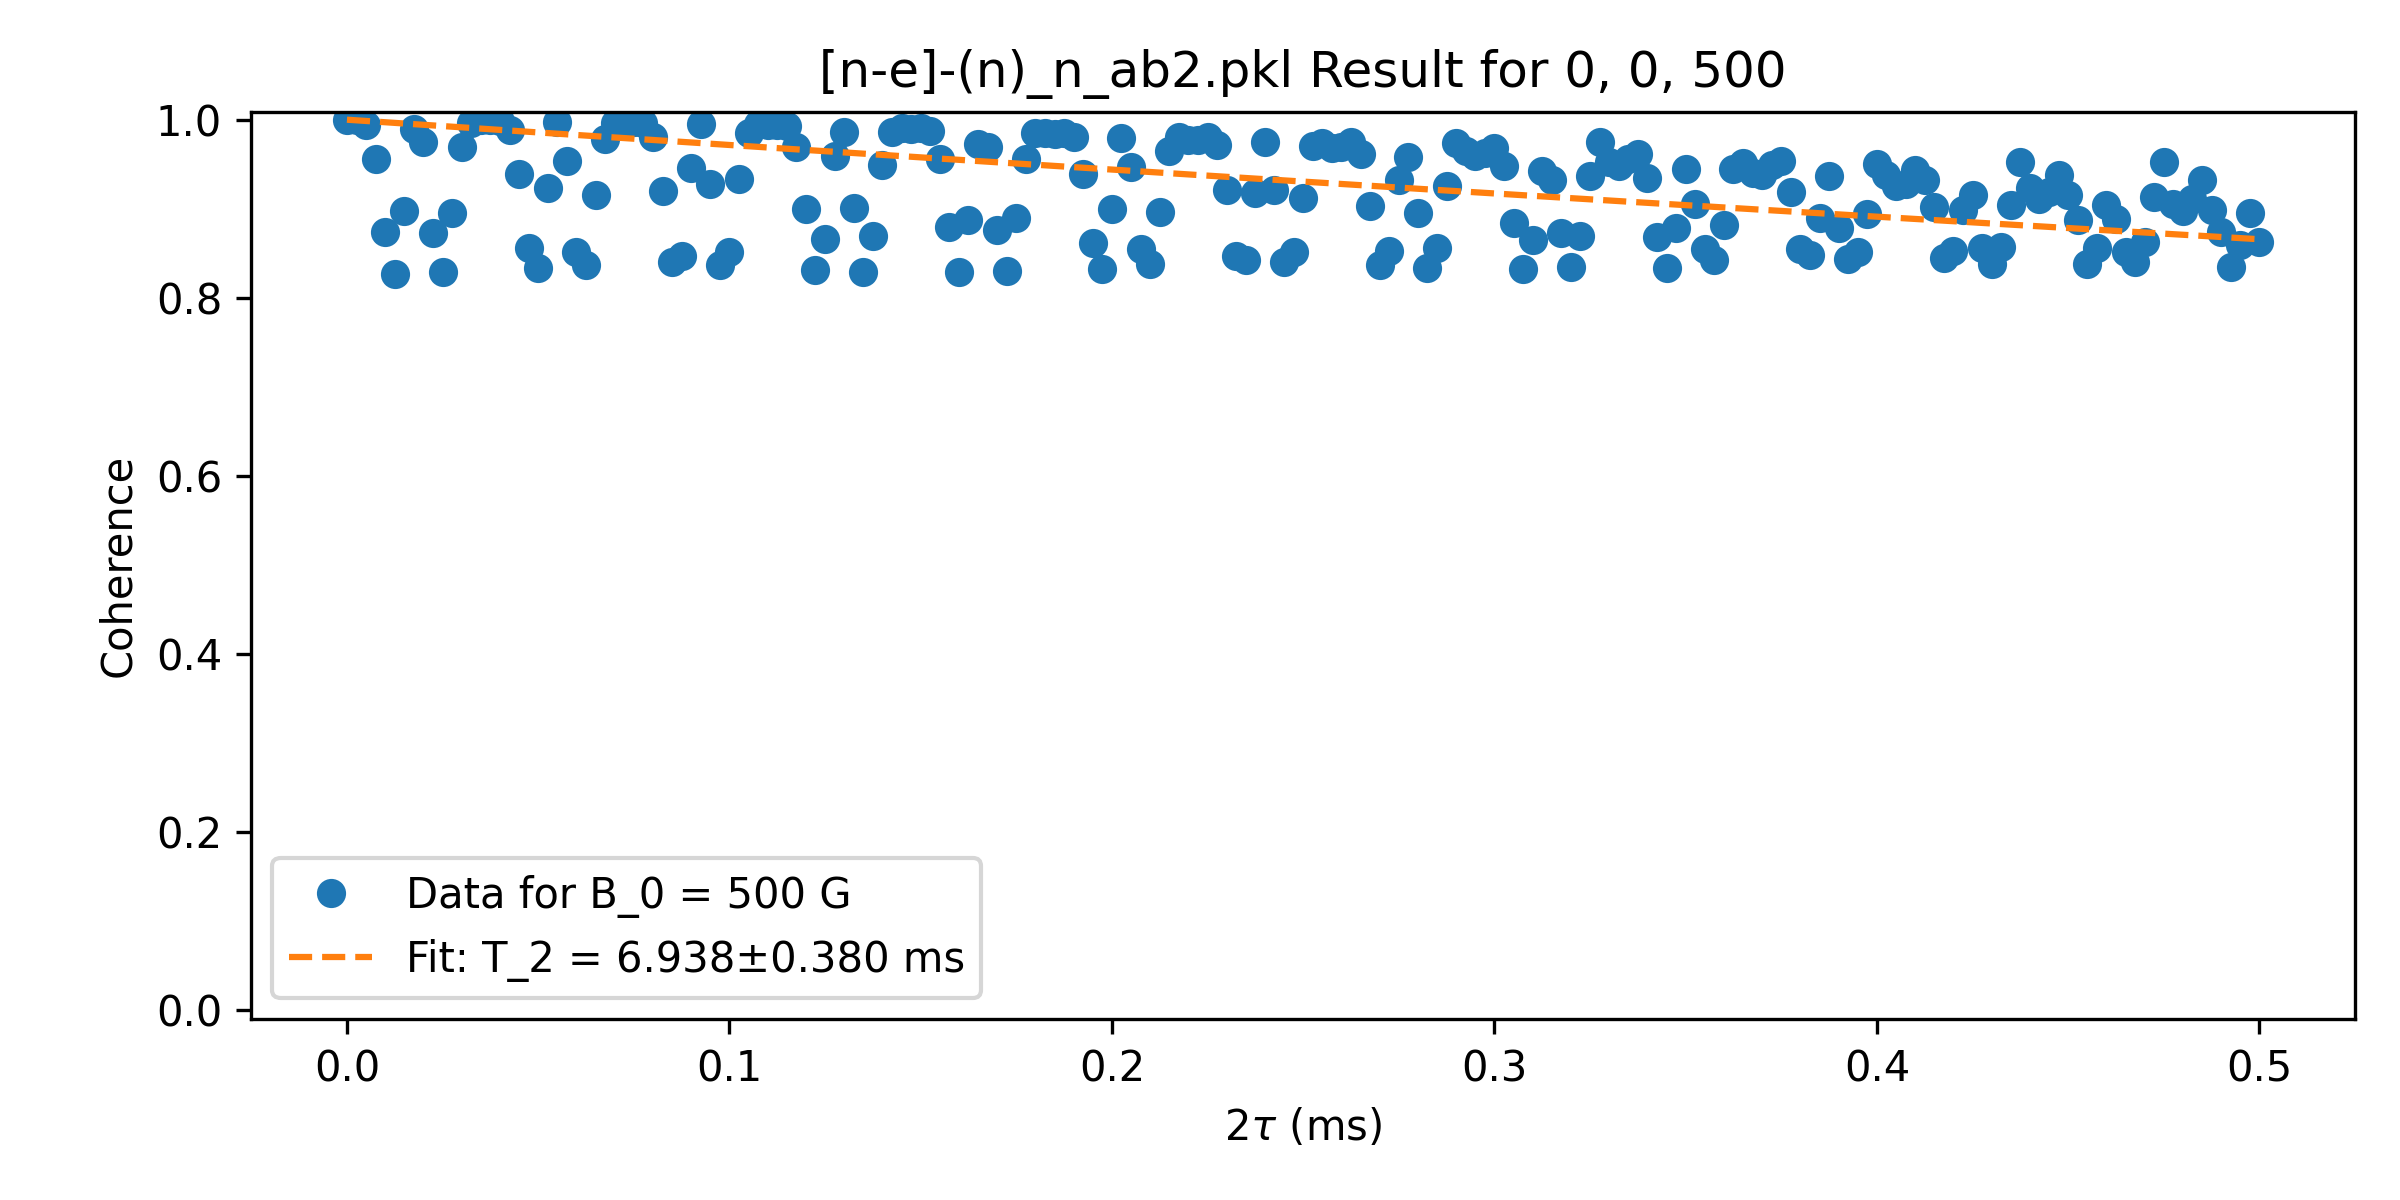 [n-e]-(n)_n_ab2.pkl Result for 0, 0, 500
1.0
0.8
0.6
0.4
0.2
0.0
Coherence
Data for B_0 = 500 G
Fit: T_2 = 6.938±0.380 ms
0.0 0.1 0.2 0.3 0.4 0.5
2τ (ms)